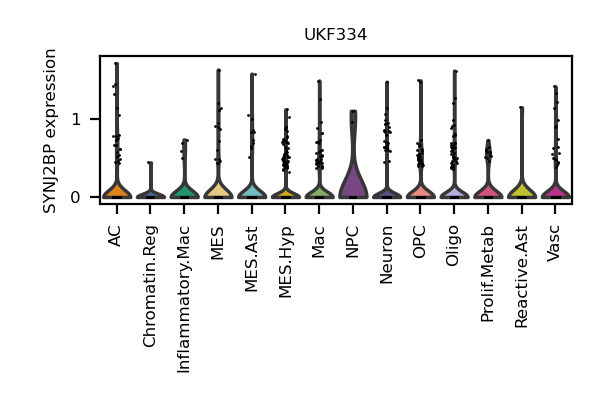 UKF334
SYNJ2BP expression
1
0
AC
Chromatin.Reg
Inflammatory.Mac
MES
MES.Ast
MES.Hyp
Mac
NPC
Neuron
OPC
Oligo
Prolif.Metab
Reactive.Ast
Vasc